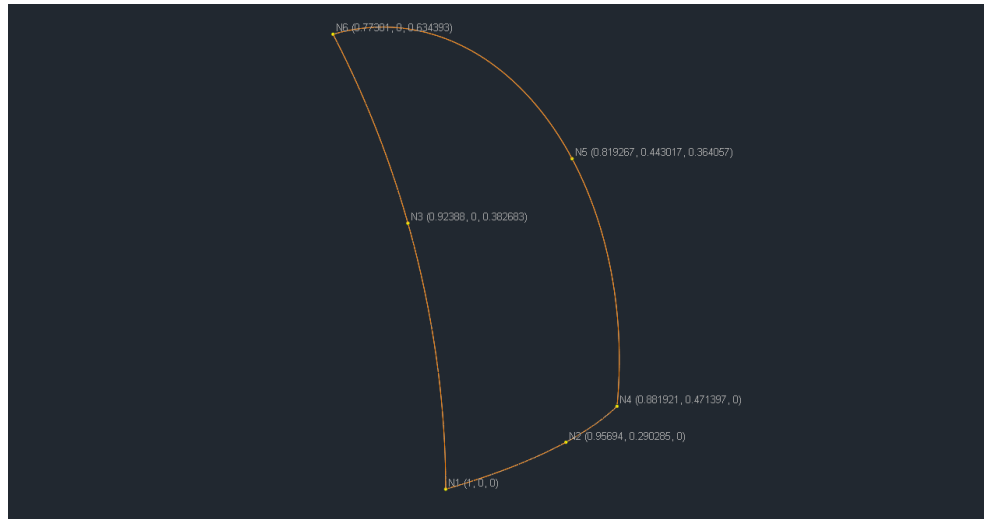 N6 (0.77301, 0, 0.634393)
N5 (0.819267, 0.443017, 0.364057)
N3 (0.92388, 0, 0.382683)
N4 (0.881921, 0.471397, 0)
N2 (0.95694, 0.290285, 0)
N1 (1, 0, 0)